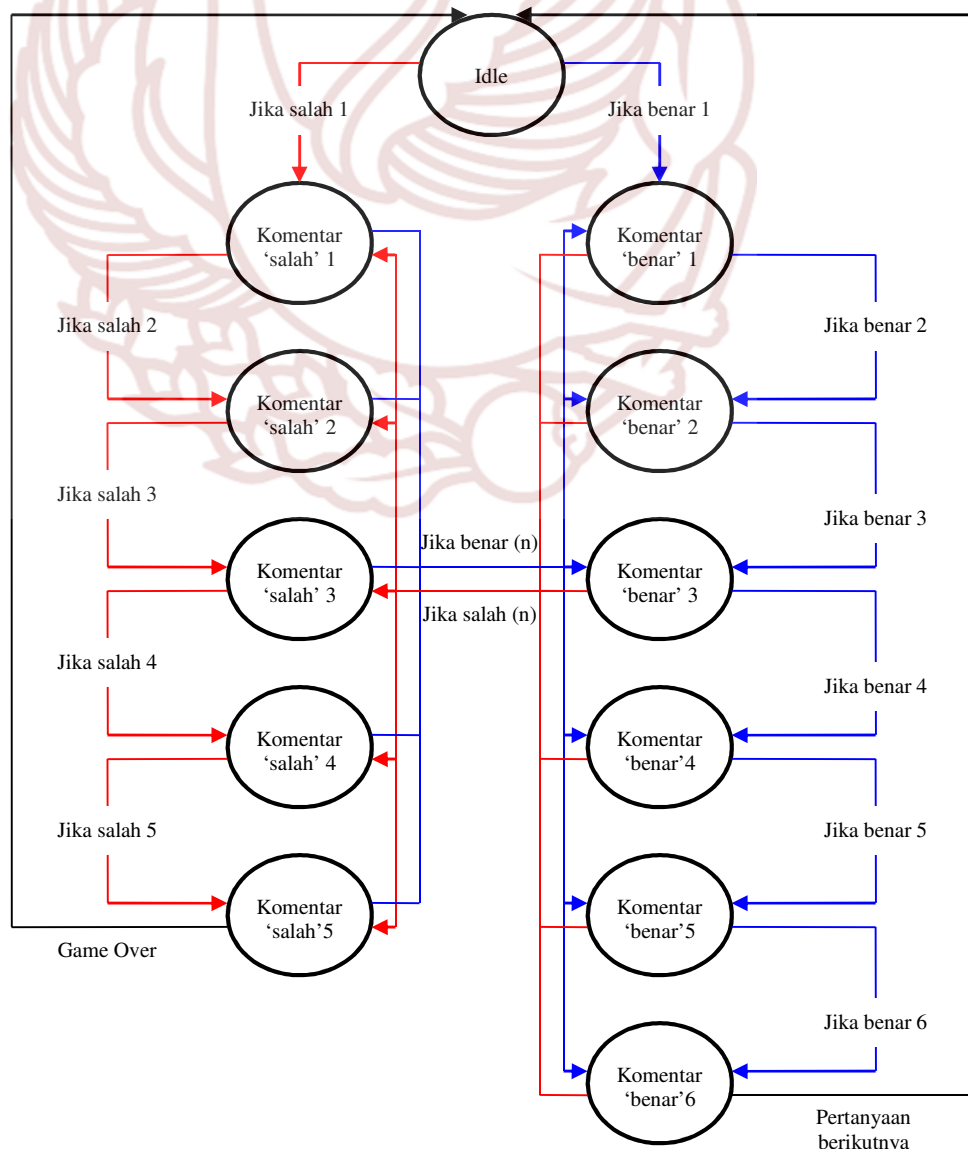 Idle
Jika salah 1
Jika benar 1
Komentar
‘salah’ 1
Komentar
‘benar’ 1
Jika salah 2
Jika benar 2
Komentar
‘salah’ 2
Komentar
‘benar’ 2
Jika salah 3
Jika benar 3
Jika benar (n)
Komentar
‘salah’ 3
Komentar
‘benar’ 3
Jika salah (n)
Jika salah 4
Jika benar 4
Komentar
‘salah’ 4
Komentar
‘benar’4
Jika salah 5
Jika benar 5
Komentar
‘salah’5
Komentar
‘benar’5
Game Over
Jika benar 6
Komentar
‘benar’6
Pertanyaan
berikutnya